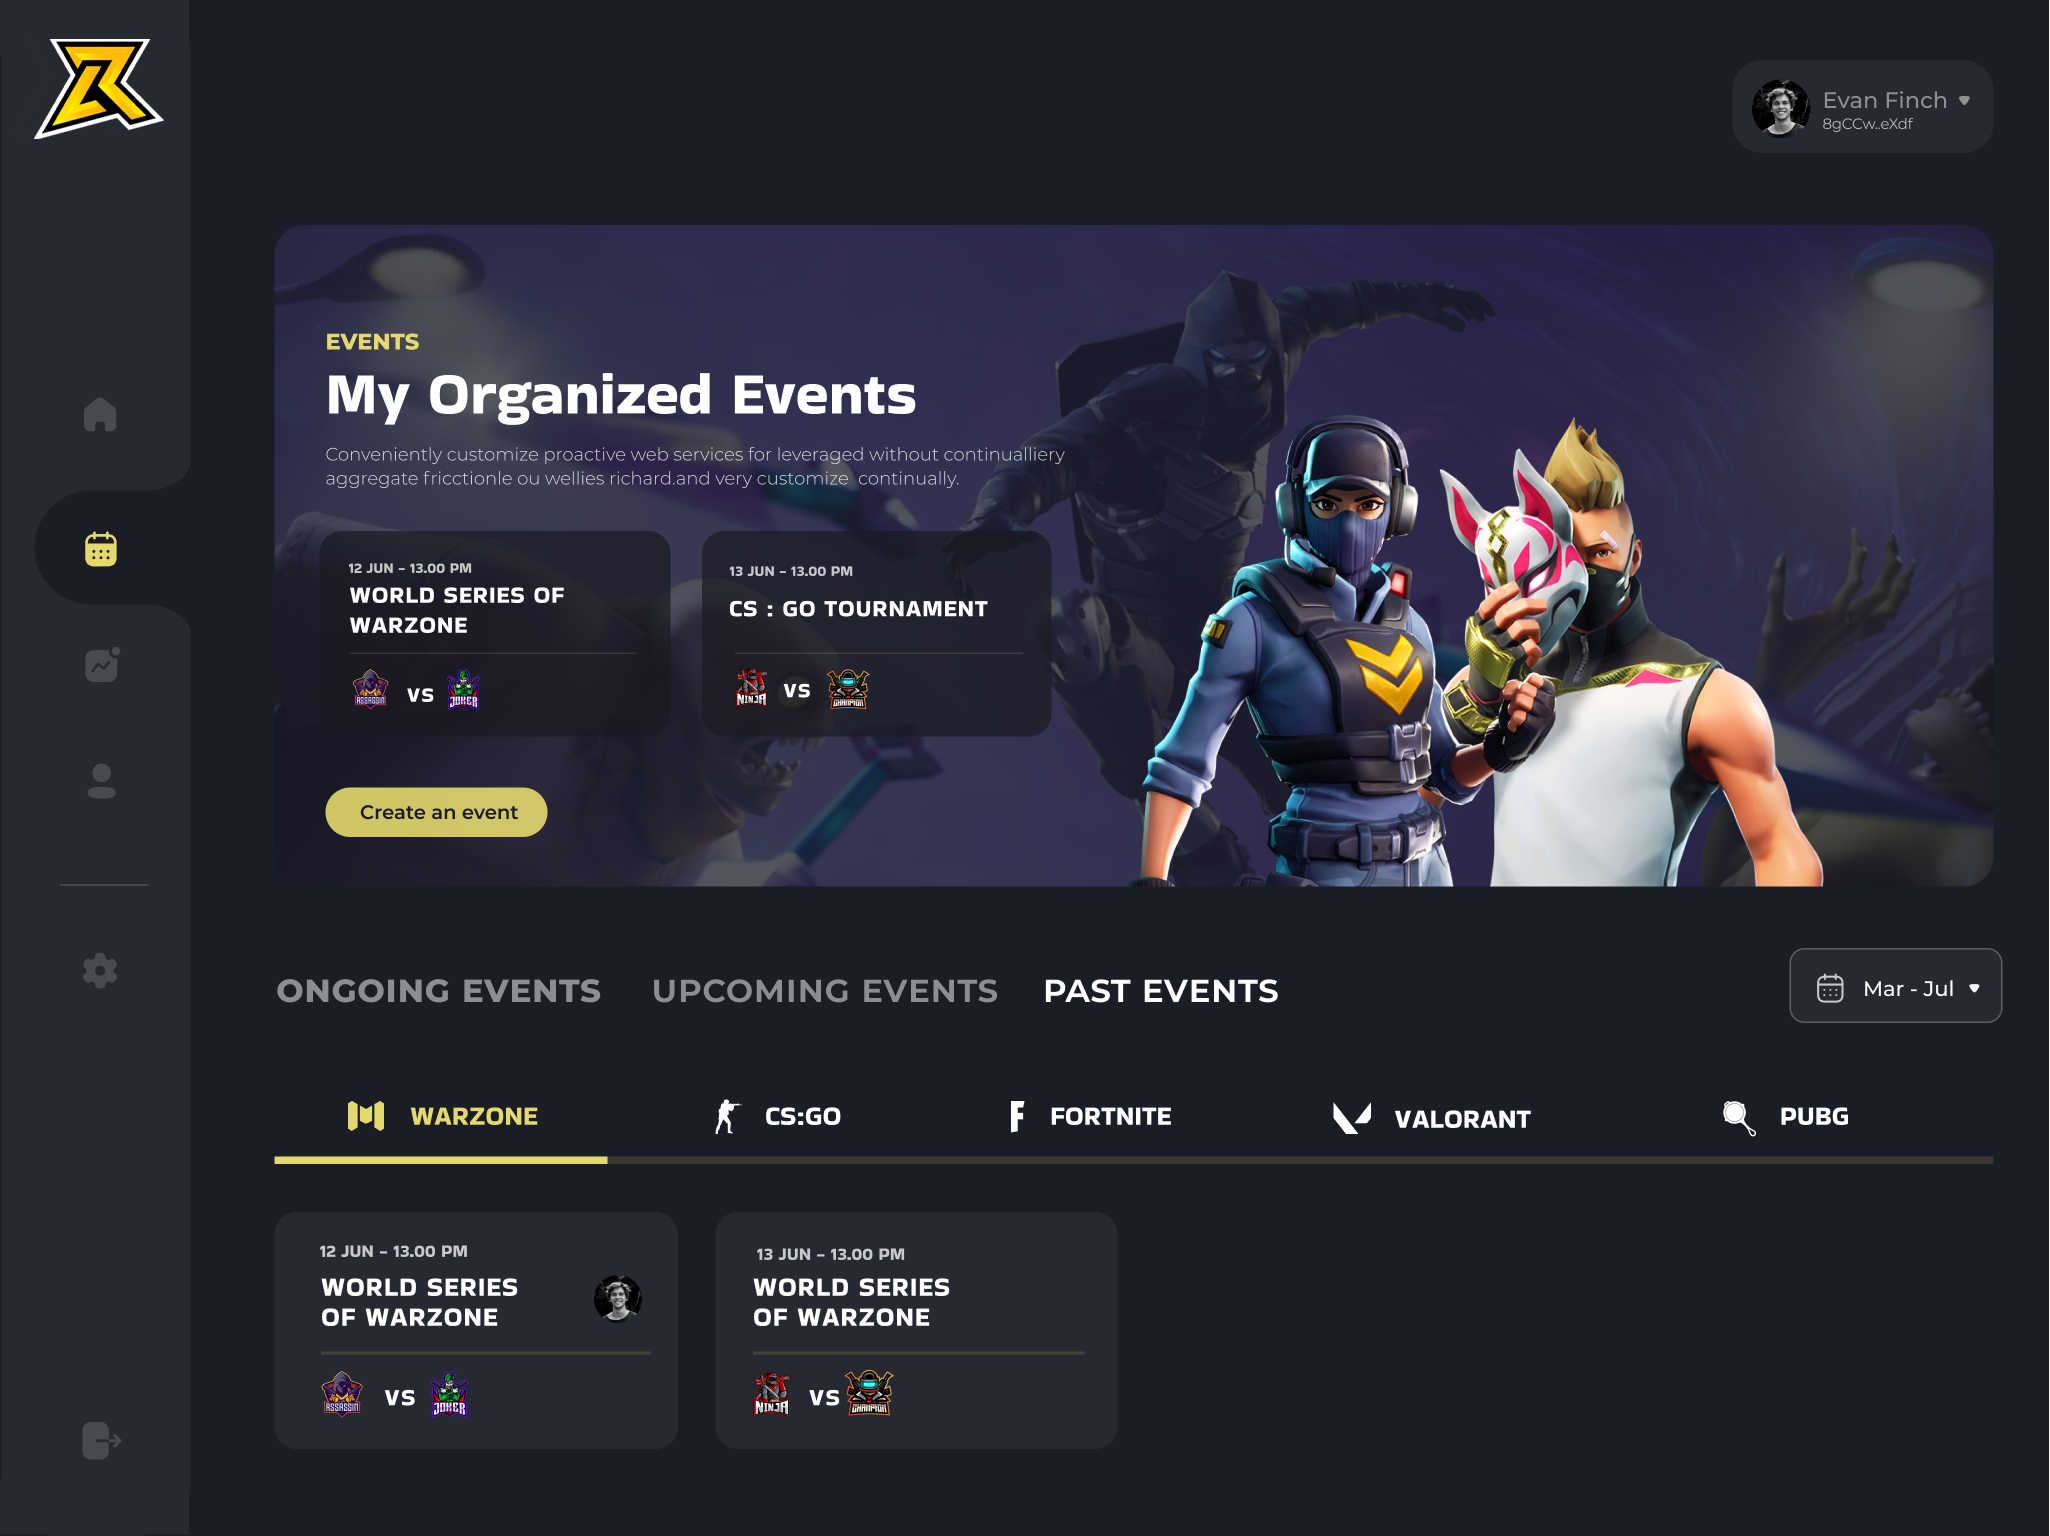 Evan Finch
8gCCw..eXdf
EVENTS
My Organized Events
Conveniently customize proactive web services for leveraged without continualliery
aggregate fricctionle ou wellies richard.and very customize continually.
12 JUN – 13.00 PM
WORLD SERIES OF
WARZONE
ASSASSIN
VS
JOKER
13 JUN – 13.00 PM
CS : GO TOURNAMENT
NINJA
VS
CHAMPION
Create an event
ONGOING EVENTS
UPCOMING EVENTS
PAST EVENTS
Mar - Jul
WARZONE
CS:GO
FORTNITE
VALORANT
PUBG
12 JUN – 13.00 PM
WORLD SERIES
OF WARZONE
ASSASSIN
VS
JOKER
13 JUN – 13.00 PM
WORLD SERIES
OF WARZONE
NINJA
VS
CHAMPION